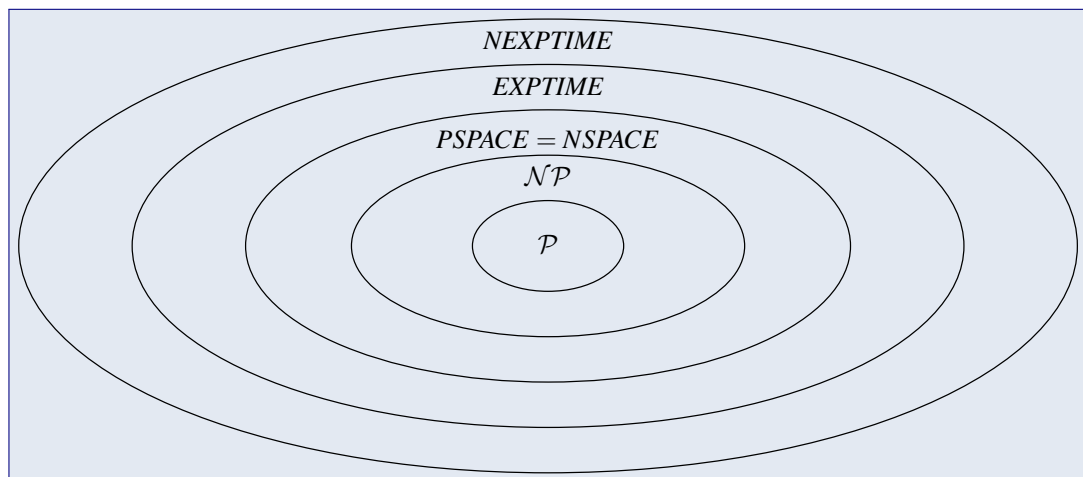 NEXPTIME
EXPTIME
PSPACE = NSPACE
𝒩𝒫
𝒫